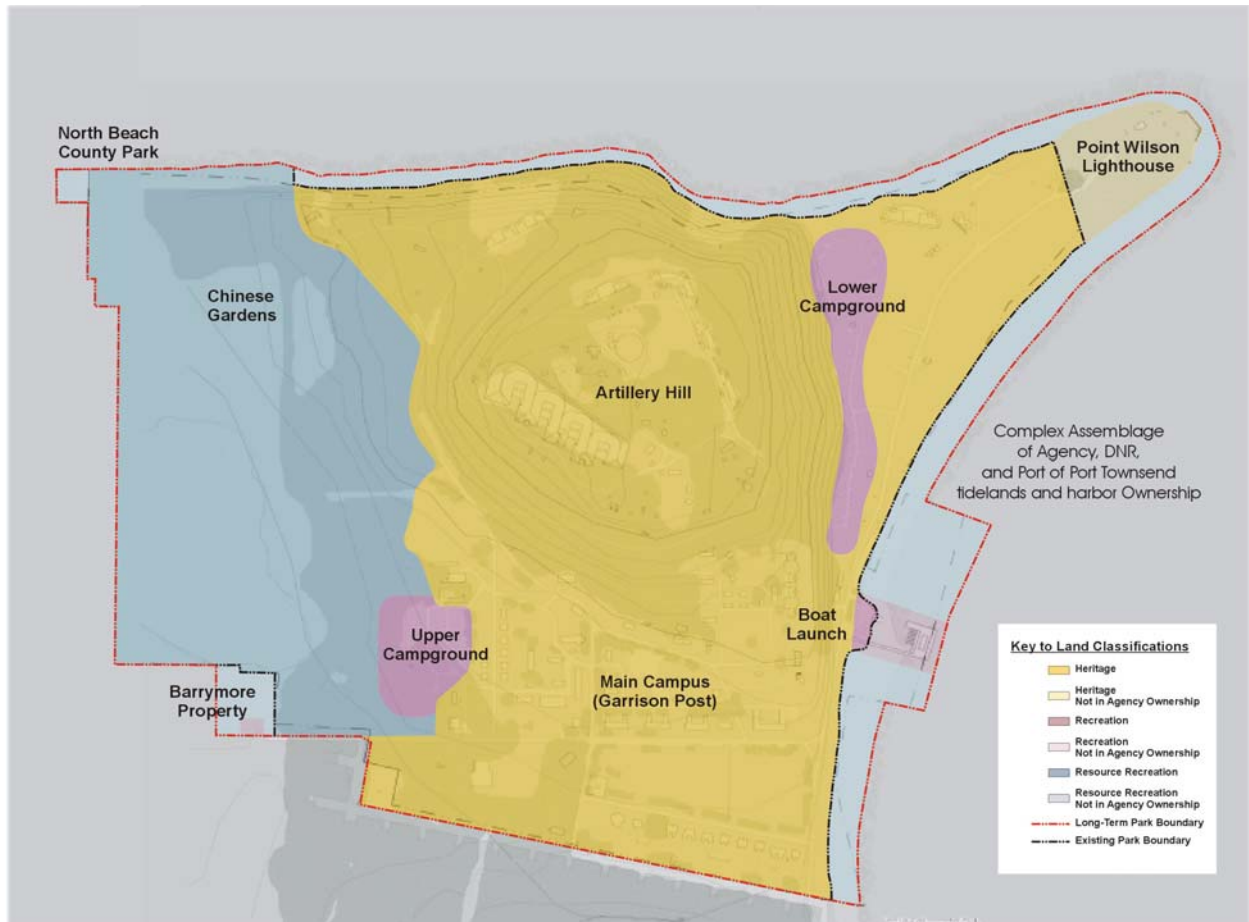 North Beach
County Park
Point Wilson
Lighthouse
Chinese
Gardens
Lower
Campground
Artillery Hill
Complex Assemblage
of Agency, DNR,
and Port of Port Townsend
tidelands and harbor Ownership
Boat
Launch
Upper
Campground
Main Campus
(Garrison Post)
Barrymore
Property
Key to Land Classifications
Heritage
Heritage
Not in Agency Ownership
Recreation
Recreation
Not in Agency Ownership
Resource Recreation
Resource Recreation
Not in Agency Ownership
Long-Term Park Boundary
Existing Park Boundary